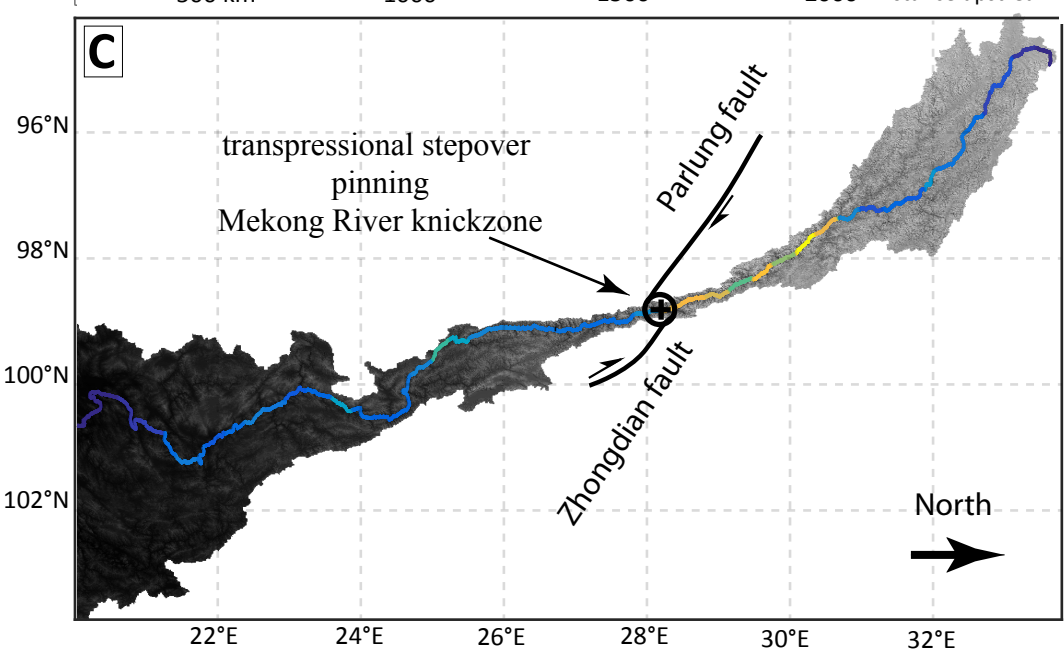 C
96°N
98°N
100°N
102°N
transpressional stepover
pinning
Mekong River knickzone
Parlung fault
Zhongdian fault
North
22°E
24°E
26°E
28°E
30°E
32°E